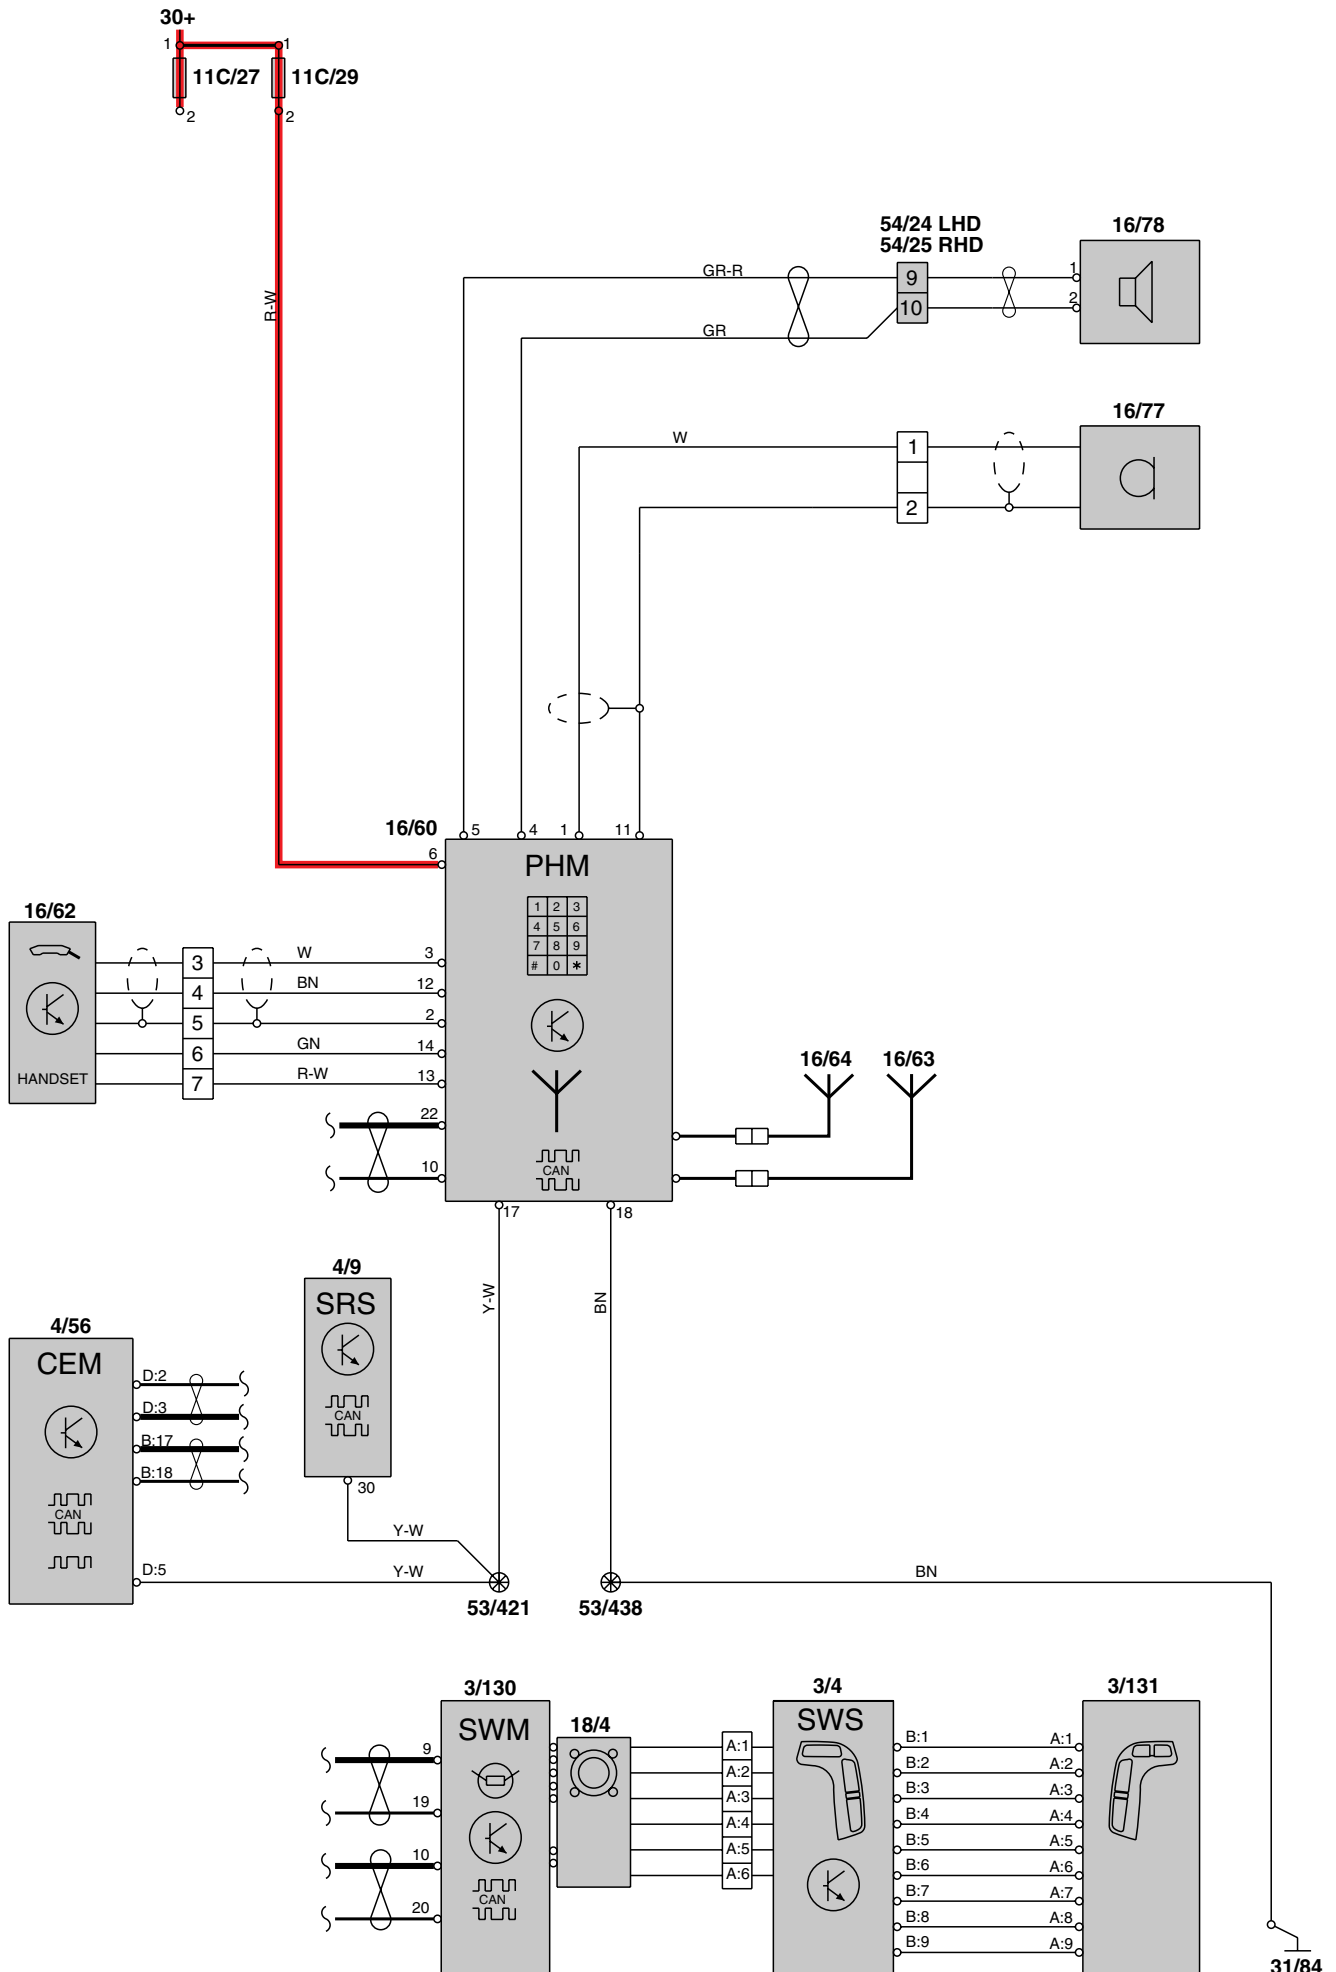 30+
1
1
11C/27
11C/29
2
2
R-W
54/24 LHD
54/25 RHD
16/78
GR-R
9
1
10
2
GR
16/77
W
1
2
16/60
5
4
1
11
6
PHM
1 2 3
4 5 6
7 8 9
# 0 *
16/62
3
W
3
4
BN
12
5
2
6
GN
14
HANDSET
7
R-W
13
22
10
CAN
16/64
16/63
17
18
Y-W
BN
4/9
SRS
CAN
30
4/56
CEM
D:2
D:3
B:17
B:18
CAN
D:5
Y-W
Y-W
53/421
53/438
BN
3/130
SWM
9
19
10
20
CAN
18/4
A:1
A:2
A:3
A:4
A:5
A:6
3/4
SWS
B:1
B:2
B:3
B:4
B:5
B:6
B:7
B:8
B:9
3/131
A:1
A:2
A:3
A:4
A:5
A:6
A:7
A:8
A:9
31/84